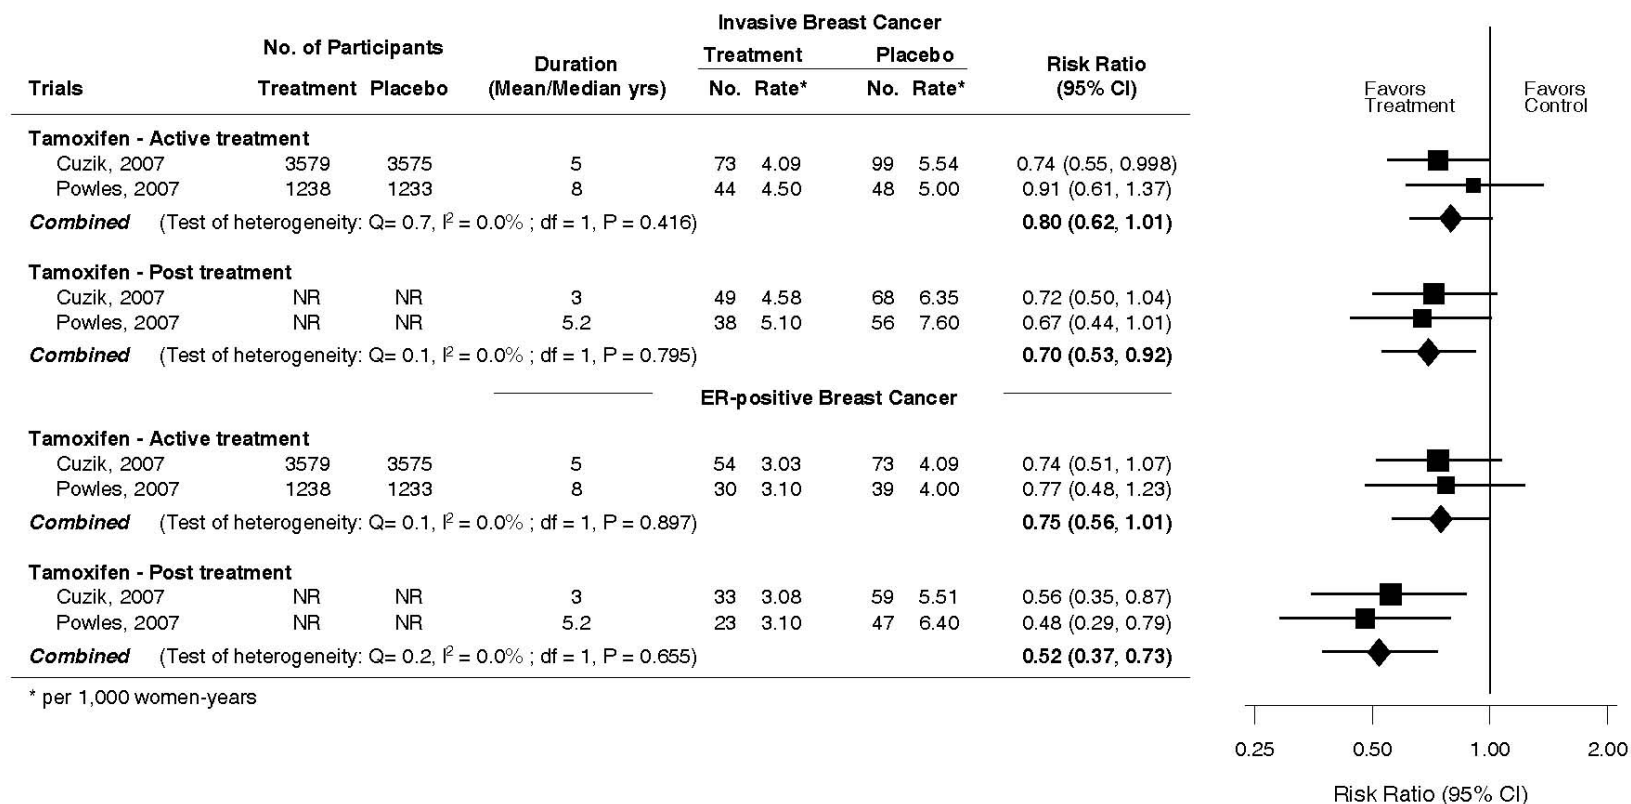 Invasive Breast Cancer
No. of Participants Duration Treatment Placebo Risk Ratio Favors Favors
Trials Treatment Placebo (Mean/Median yrs) No. Rate* No. Rate* (95% CI) Treatment Control
Tamoxifen - Active treatment
Cuzik, 2007 3579 3575 5 73 4.09 99 5.54 0.74 (0.55, 0.998)
Powles, 2007 1238 1233 8 44 4.50 48 5.00 0.91 (0.61, 1.37)
Combined (Test of heterogeneity: Q= 0.7, I² = 0.0% ; df = 1, P = 0.416) 0.80 (0.62, 1.01)
Tamoxifen - Post treatment
Cuzik, 2007 NR NR 3 49 4.58 68 6.35 0.72 (0.50, 1.04)
Powles, 2007 NR NR 5.2 38 5.10 56 7.60 0.67 (0.44, 1.01)
Combined (Test of heterogeneity: Q= 0.1, I² = 0.0% ; df = 1, P = 0.795) 0.70 (0.53, 0.92)
ER-positive Breast Cancer
Tamoxifen - Active treatment
Cuzik, 2007 3579 3575 5 54 3.03 73 4.09 0.74 (0.51, 1.07)
Powles, 2007 1238 1233 8 30 3.10 39 4.00 0.77 (0.48, 1.23)
Combined (Test of heterogeneity: Q= 0.1, I² = 0.0% ; df = 1, P = 0.897) 0.75 (0.56, 1.01)
Tamoxifen - Post treatment
Cuzik, 2007 NR NR 3 33 3.08 59 5.51 0.56 (0.35, 0.87)
Powles, 2007 NR NR 5.2 23 3.10 47 6.40 0.48 (0.29, 0.79)
Combined (Test of heterogeneity: Q= 0.2, I² = 0.0% ; df = 1, P = 0.655) 0.52 (0.37, 0.73)
* per 1,000 women-years
0.25 0.50 1.00 2.00
Risk Ratio (95% CI)